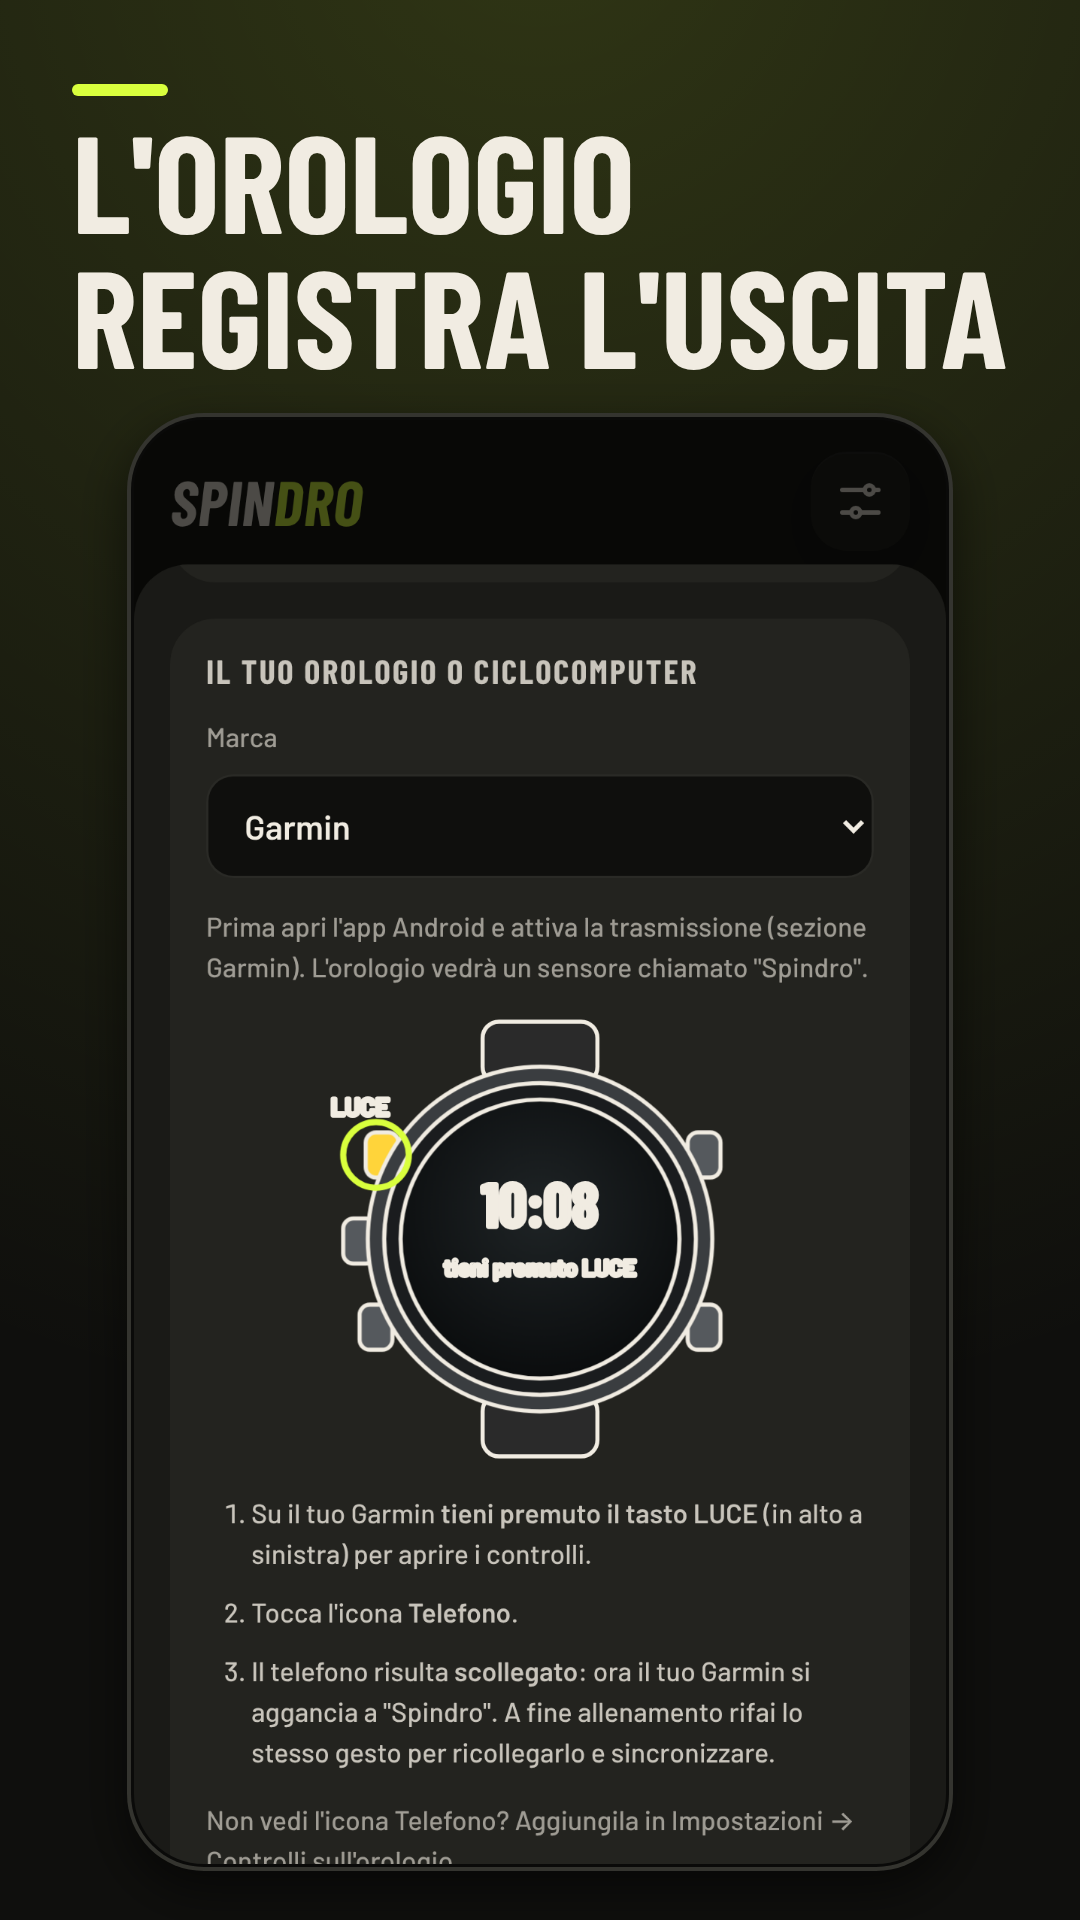 L'OROLOGIO
REGISTRA L'USCITA
SPINDRO
IL TUO OROLOGIO O CICLOCOMPUTER
Marca
Garmin
Prima apri l'app Android e attiva la trasmissione (sezione
Garmin). L'orologio vedrà un sensore chiamato "Spindro".
LUCE
10:08
tieni premuto LUCE
1. Su il tuo Garmin tieni premuto il tasto LUCE (in alto a
sinistra) per aprire i controlli.
2. Tocca l'icona Telefono.
3. Il telefono risulta scollegato: ora il tuo Garmin si
aggancia a "Spindro". A fine allenamento rifai lo
stesso gesto per ricollegarlo e sincronizzare.
Non vedi l'icona Telefono? Aggiungila in Impostazioni →
Controlli sull'orologio